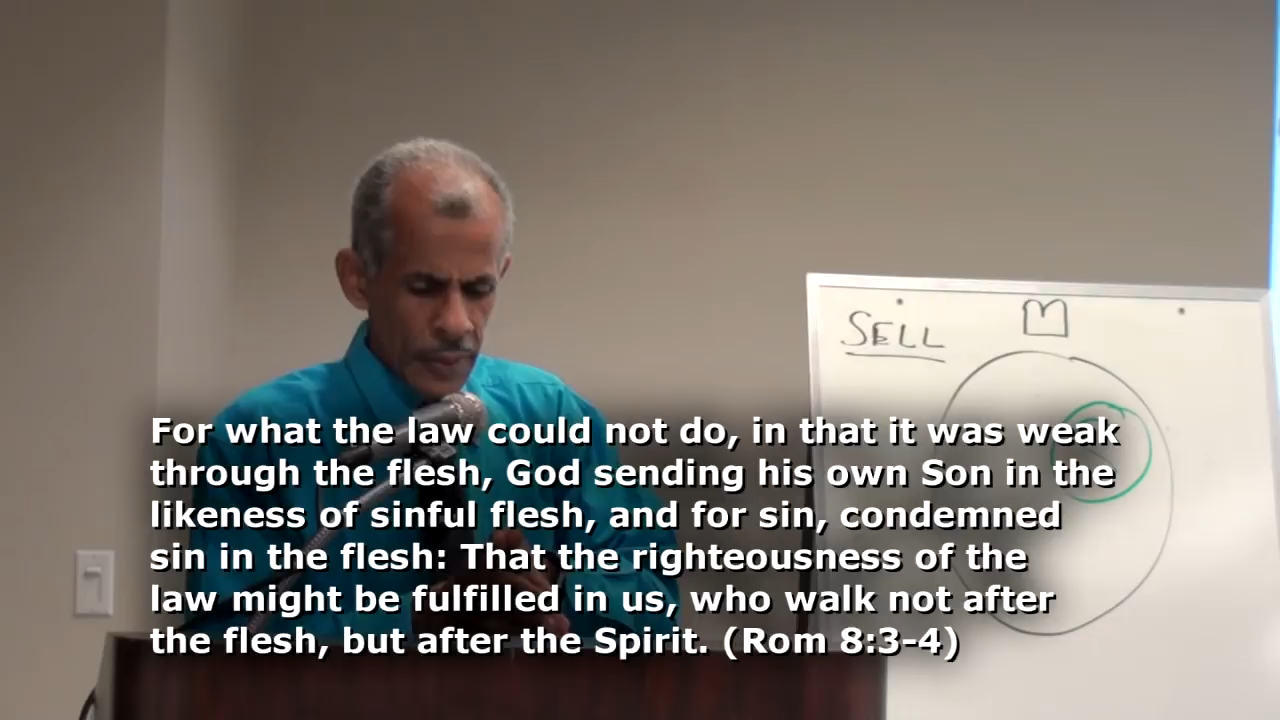 SELL
For what the law could not do, in that it was weak
through the flesh, God sending his own Son in the
likeness of sinful flesh, and for sin, condemned
sin in the flesh: That the righteousness of the
law might be fulfilled in us, who walk not after
the flesh, but after the Spirit. (Rom 8:3-4)